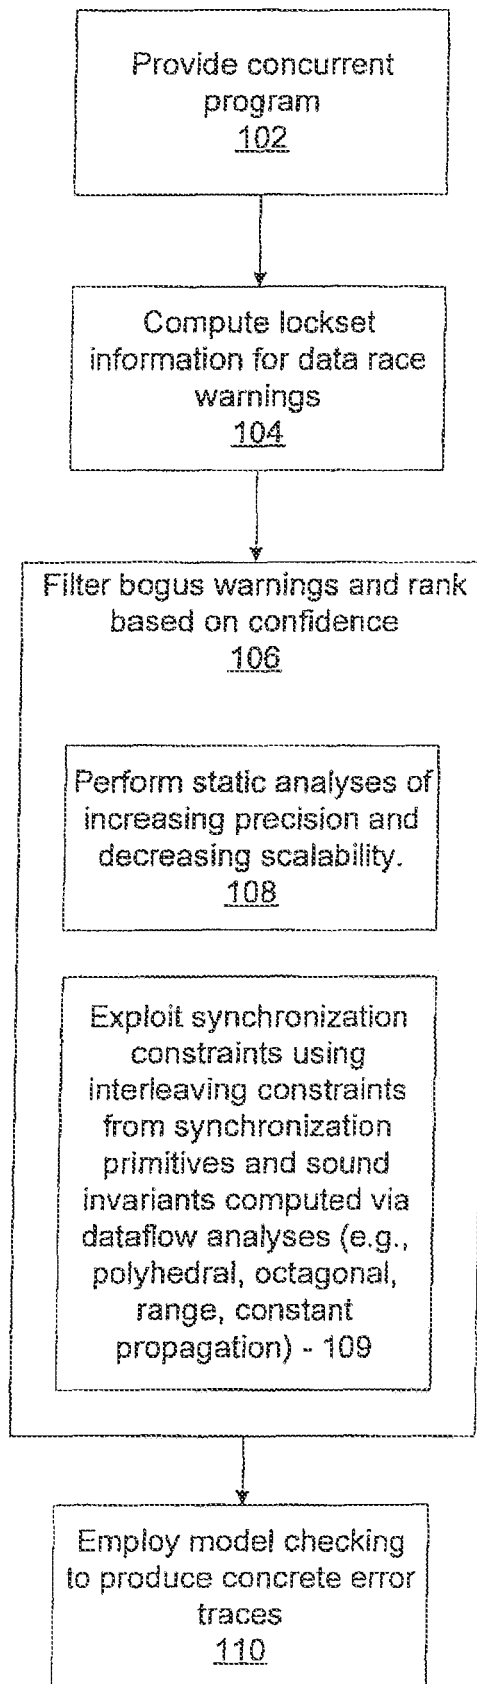 Provide concurrent
program
102
Compute lockset
information for data race
warnings
104
Filter bogus warnings and rank
based on confidence
106
Perform static analyses of
increasing precision and
decreasing scalability.
108
Exploit synchronization
constraints using
interleaving constraints
from synchronization
primitives and sound
invariants computed via
dataflow analyses (e.g.,
polyhedral, octagonal,
range, constant
propagation) - 109
Employ model checking
to produce concrete error
traces
110